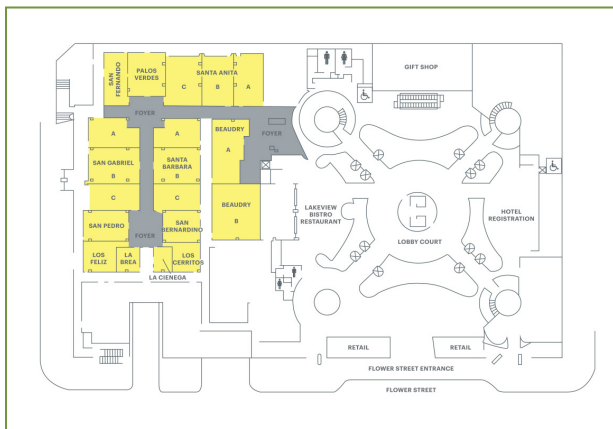 SAN
FERNANDO
PALOS
VERDES
SANTA ANITA
C
B
A
GIFT SHOP
FOYER
A
A
BEAUDRY
A
FOYER
SAN GABRIEL
B
SANTA
BARBARA
B
C
C
BEAUDRY
B
LAKEVIEW
BISTRO
RESTAURANT
HOTEL
REGISTRATION
LOBBY COURT
SAN PEDRO
SAN
BERNARDINO
FOYER
LOS
FELIZ
LA
BREA
LOS
CERRITOS
LA CIENEGA
RETAIL
RETAIL
FLOWER STREET ENTRANCE
FLOWER STREET